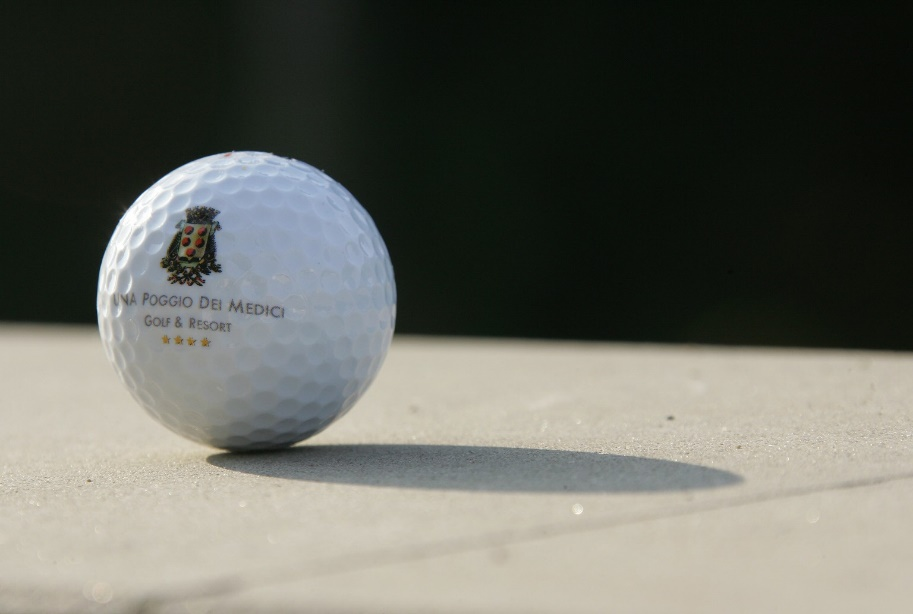 UNA POGGIO DEI MEDICI
GOLF & RESORT